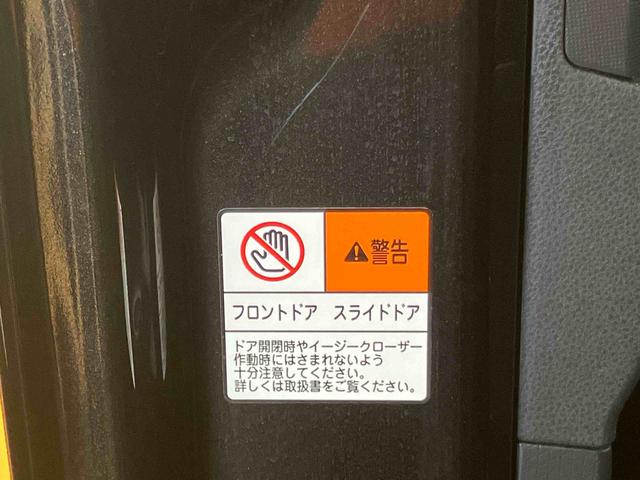 警告
フロントドア スライドドア
ドア開閉時やイージークローザー
作動時にはさまれないよう
十分注意してください。
詳しくは取扱書をご覧ください。